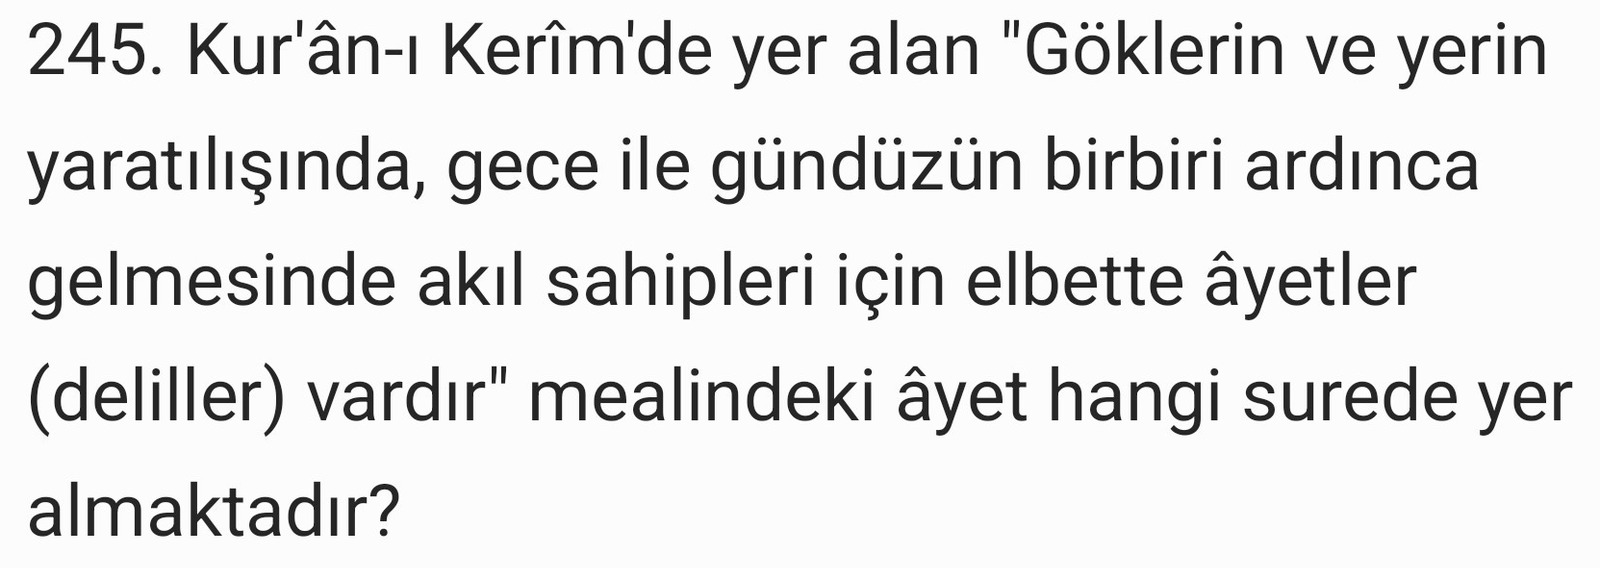 245. Kur'ân-ı Kerîm'de yer alan "Göklerin ve yerin
yaratılışında, gece ile gündüzün birbiri ardınca
gelmesinde akıl sahipleri için elbette âyetler
(deliller) vardır" mealindeki âyet hangi surede yer
almaktadır?